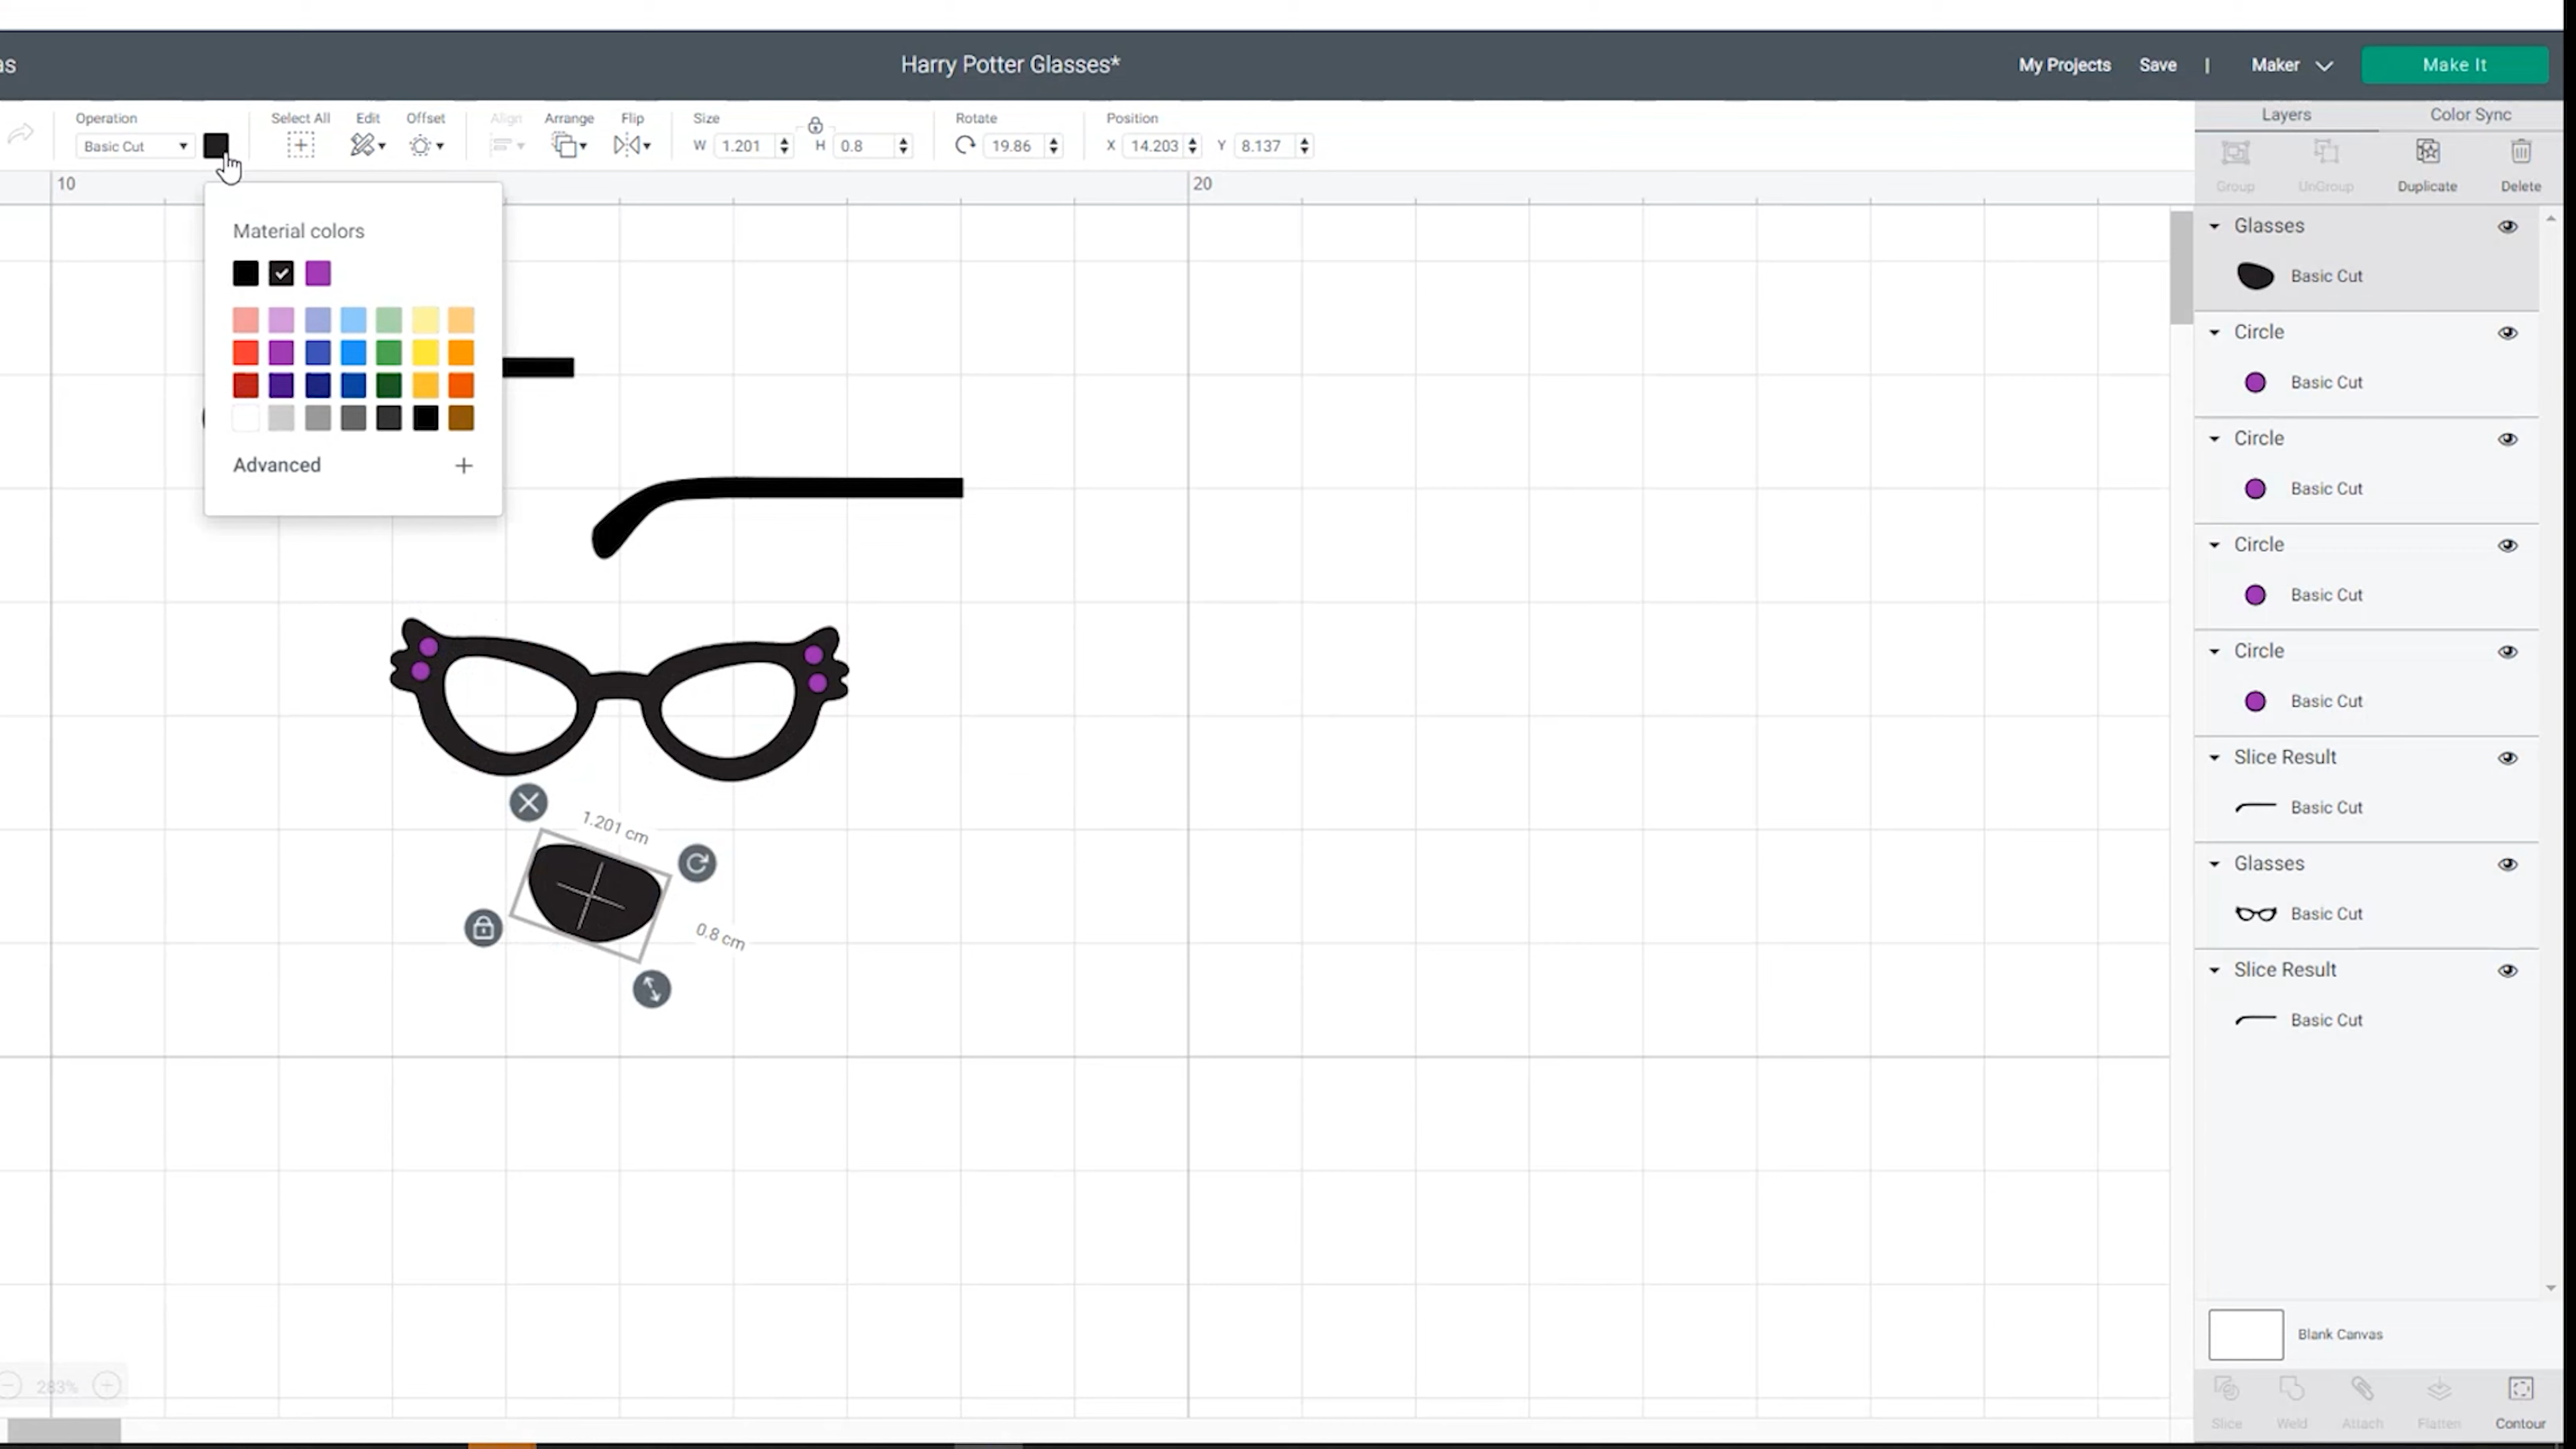 as
Harry Potter Glasses*
My Projects
Save
|
Maker
Make It
Operation
Basic Cut
Select All
Edit
Offset
Align
Arrange
Flip
Size
W 1.201
H 0.8
Rotate
19.86
Position
X 14.203
Y 8.137
Layers
Color Sync
Group
UnGroup
Duplicate
Delete
10
20
Material colors
Advanced
1.201 cm
0.8 cm
Glasses
Basic Cut
Circle
Basic Cut
Circle
Basic Cut
Circle
Basic Cut
Circle
Basic Cut
Slice Result
Basic Cut
Glasses
Basic Cut
Slice Result
Basic Cut
Blank Canvas
283%
Slice
Weld
Attach
Flatten
Contour